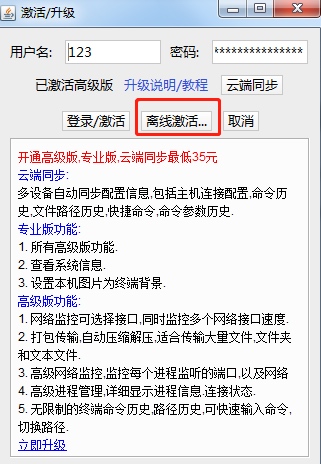 激活/升级
用户名: 123 密码: ***************
已激活高级版 升级说明/教程 云端同步
登录/激活 离线激活... 取消
开通高级版,专业版,云端同步最低35元
云端同步:
多设备自动同步配置信息,包括主机连接配置,命令历
史,文件路径历史,快捷命令,命令参数历史.
专业版功能:
1. 所有高级版功能.
2. 查看系统信息.
3. 设置本机图片为终端背景.
高级版功能:
1. 网络监控可选择接口,同时监控多个网络接口速度.
2. 打包传输,自动压缩解压,适合传输大量文件,文件夹
和文本文件.
3. 高级网络监控,监控每个进程监听的端口,以及网络
4. 高级进程管理,详细显示进程信息.连接状态.
5. 无限制的终端命令历史,路径历史,可快速输入命令,
切换路径.
立即升级